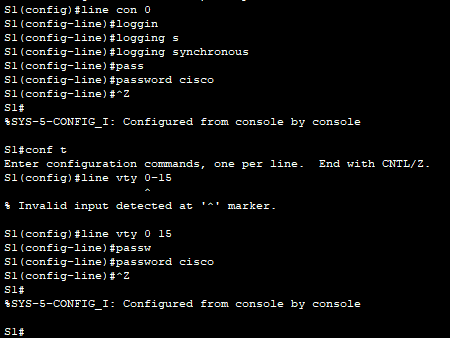 S1(config)#line con 0
S1(config-line)#loggin
S1(config-line)#logging s
S1(config-line)#logging synchronous
S1(config-line)#pass
S1(config-line)#password cisco
S1(config-line)#^Z
S1#
%SYS-5-CONFIG_I: Configured from console by console

S1#conf t
Enter configuration commands, one per line.  End with CNTL/Z.
S1(config)#line vty 0-15
                     ^
% Invalid input detected at '^' marker.

S1(config)#line vty 0 15
S1(config-line)#passw
S1(config-line)#password cisco
S1(config-line)#^Z
S1#
%SYS-5-CONFIG_I: Configured from console by console

S1#